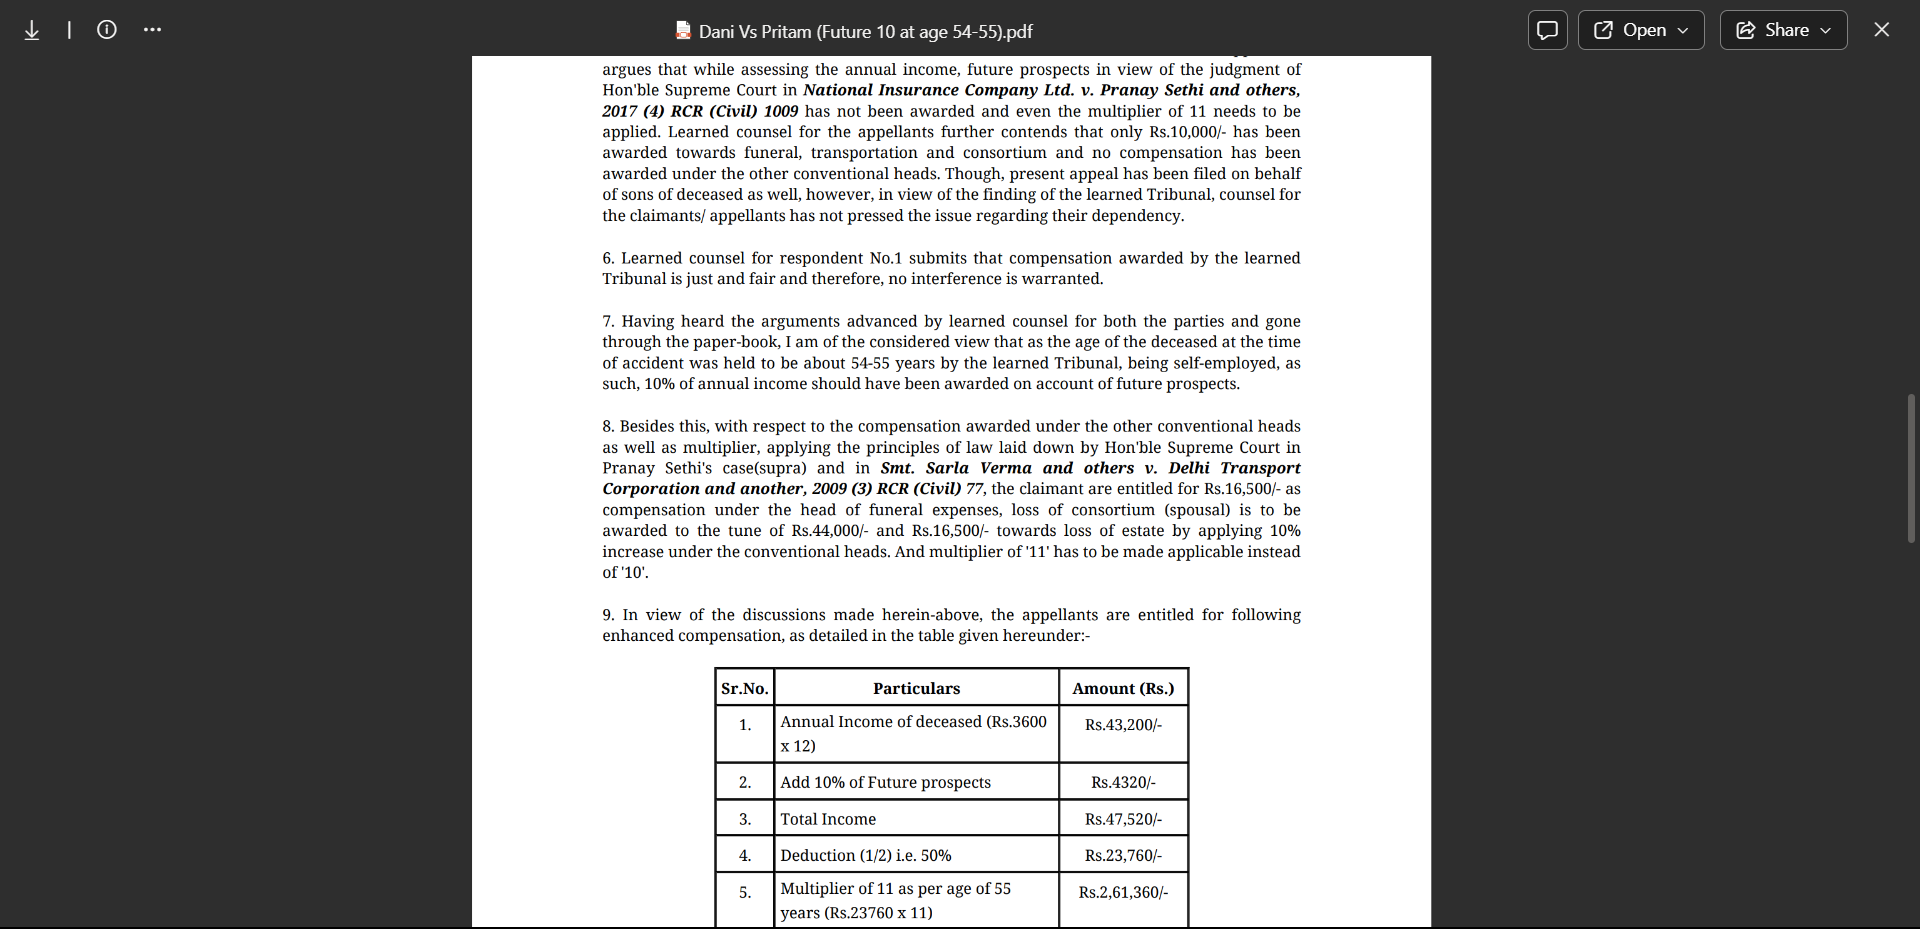 Dani Vs Pritam (Future 10 at age 54-55).pdf
Open
Share
argues that while assessing the annual income, future prospects in view of the judgment of
Hon'ble Supreme Court in National Insurance Company Ltd. v. Pranay Sethi and others,
2017 (4) RCR (Civil) 1009 has not been awarded and even the multiplier of 11 needs to be
applied. Learned counsel for the appellants further contends that only Rs.10,000/- has been
awarded towards funeral, transportation and consortium and no compensation has been
awarded under the other conventional heads. Though, present appeal has been filed on behalf
of sons of deceased as well, however, in view of the finding of the learned Tribunal, counsel for
the claimants/ appellants has not pressed the issue regarding their dependency.
6. Learned counsel for respondent No.1 submits that compensation awarded by the learned
Tribunal is just and fair and therefore, no interference is warranted.
7. Having heard the arguments advanced by learned counsel for both the parties and gone
through the paper-book, I am of the considered view that as the age of the deceased at the time
of accident was held to be about 54-55 years by the learned Tribunal, being self-employed, as
such, 10% of annual income should have been awarded on account of future prospects.
8. Besides this, with respect to the compensation awarded under the other conventional heads
as well as multiplier, applying the principles of law laid down by Hon'ble Supreme Court in
Pranay Sethi's case(supra) and in Smt. Sarla Verma and others v. Delhi Transport
Corporation and another, 2009 (3) RCR (Civil) 77, the claimant are entitled for Rs.16,500/- as
compensation under the head of funeral expenses, loss of consortium (spousal) is to be
awarded to the tune of Rs.44,000/- and Rs.16,500/- towards loss of estate by applying 10%
increase under the conventional heads. And multiplier of '11' has to be made applicable instead
of '10'.
9. In view of the discussions made herein-above, the appellants are entitled for following
enhanced compensation, as detailed in the table given hereunder:-
Sr.No. Particulars Amount (Rs.)
1. Annual Income of deceased (Rs.3600 Rs.43,200/-
x 12)
2. Add 10% of Future prospects Rs.4320/-
3. Total Income Rs.47,520/-
4. Deduction (1/2) i.e. 50% Rs.23,760/-
5. Multiplier of 11 as per age of 55 Rs.2,61,360/-
years (Rs.23760 x 11)